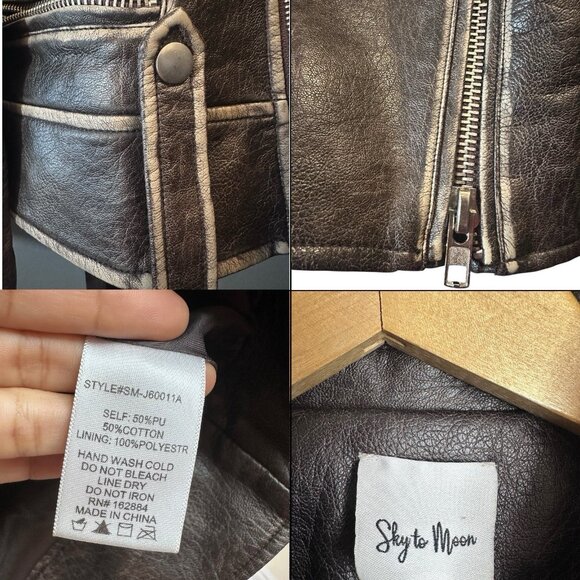 STYLE#SM-J60011A
SELF: 50%PU
50%COTTON
LINING: 100%POLYESTR
HAND WASH COLD
DO NOT BLEACH
LINE DRY
DO NOT IRON
RN# 162884
MADE IN CHINA
Sky to Moon